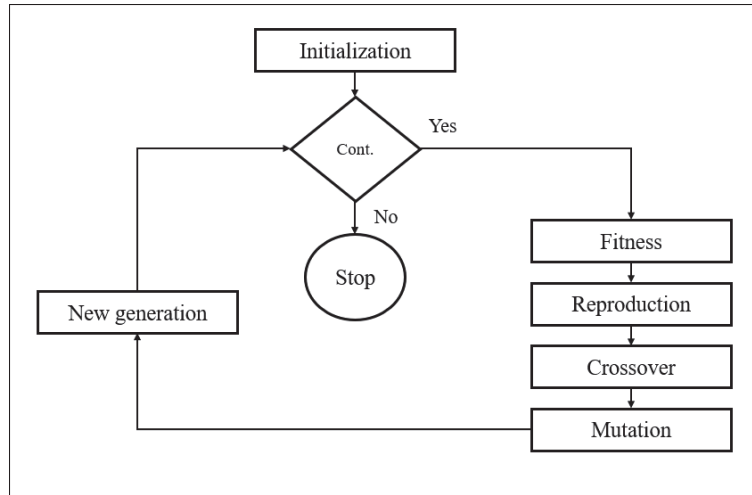 Initialization
Cont.
Yes
No
Stop
Fitness
Reproduction
Crossover
Mutation
New generation